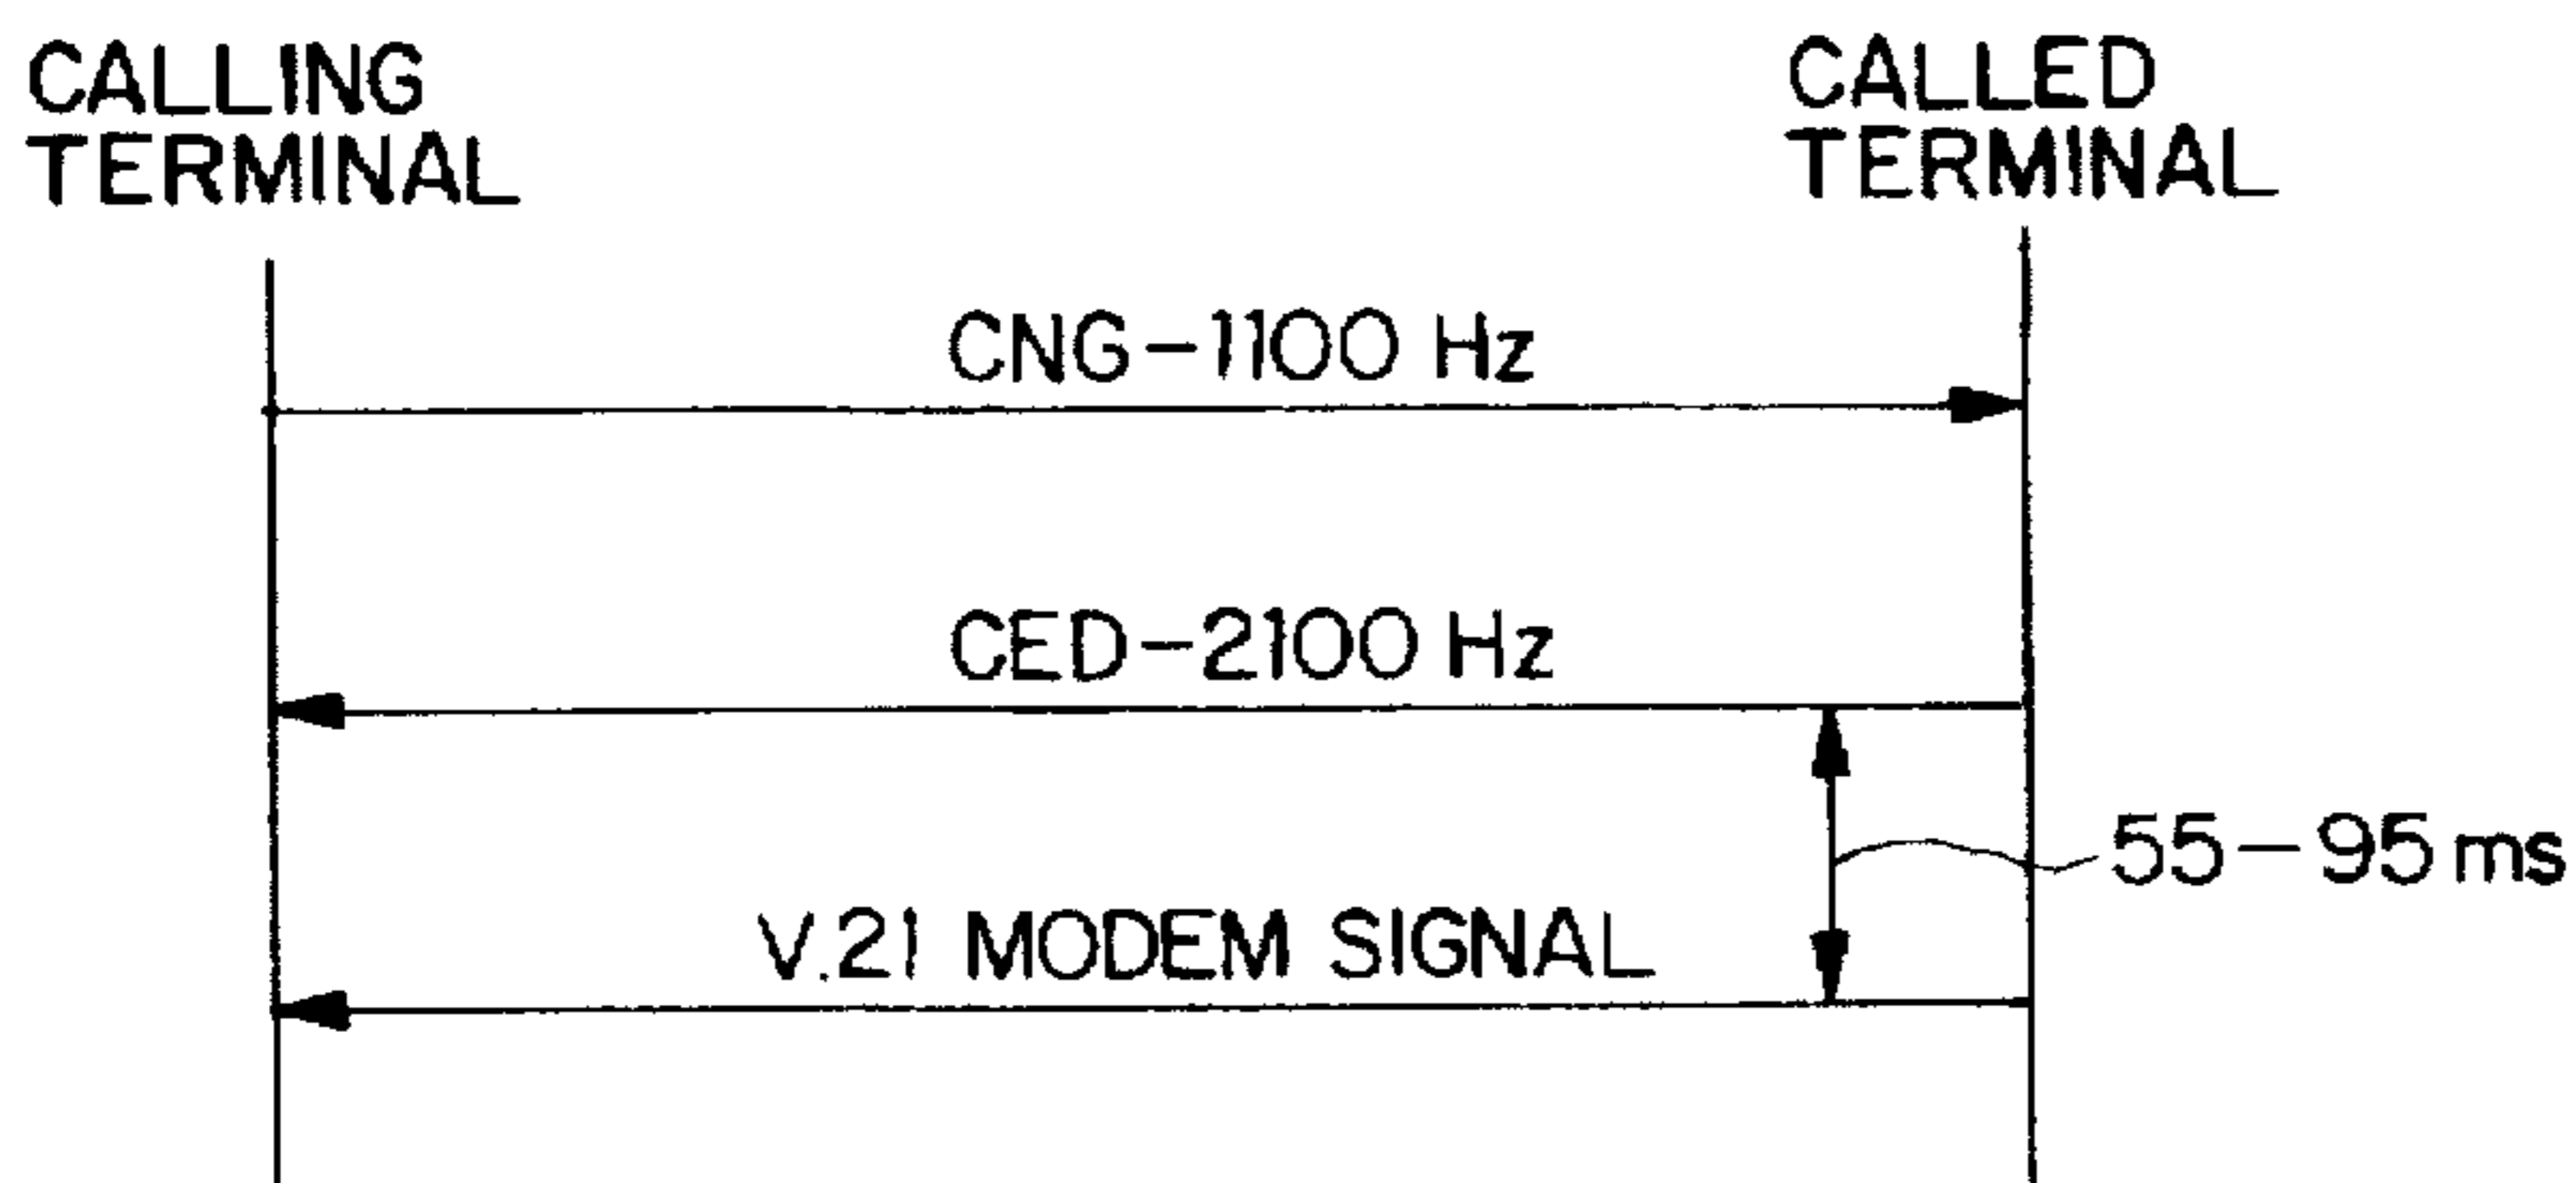 CALLING
TERMINAL
CALLED
TERMINAL
CNG-1100 Hz
CED-2100 Hz
55-95 ms
V.21 MODEM SIGNAL